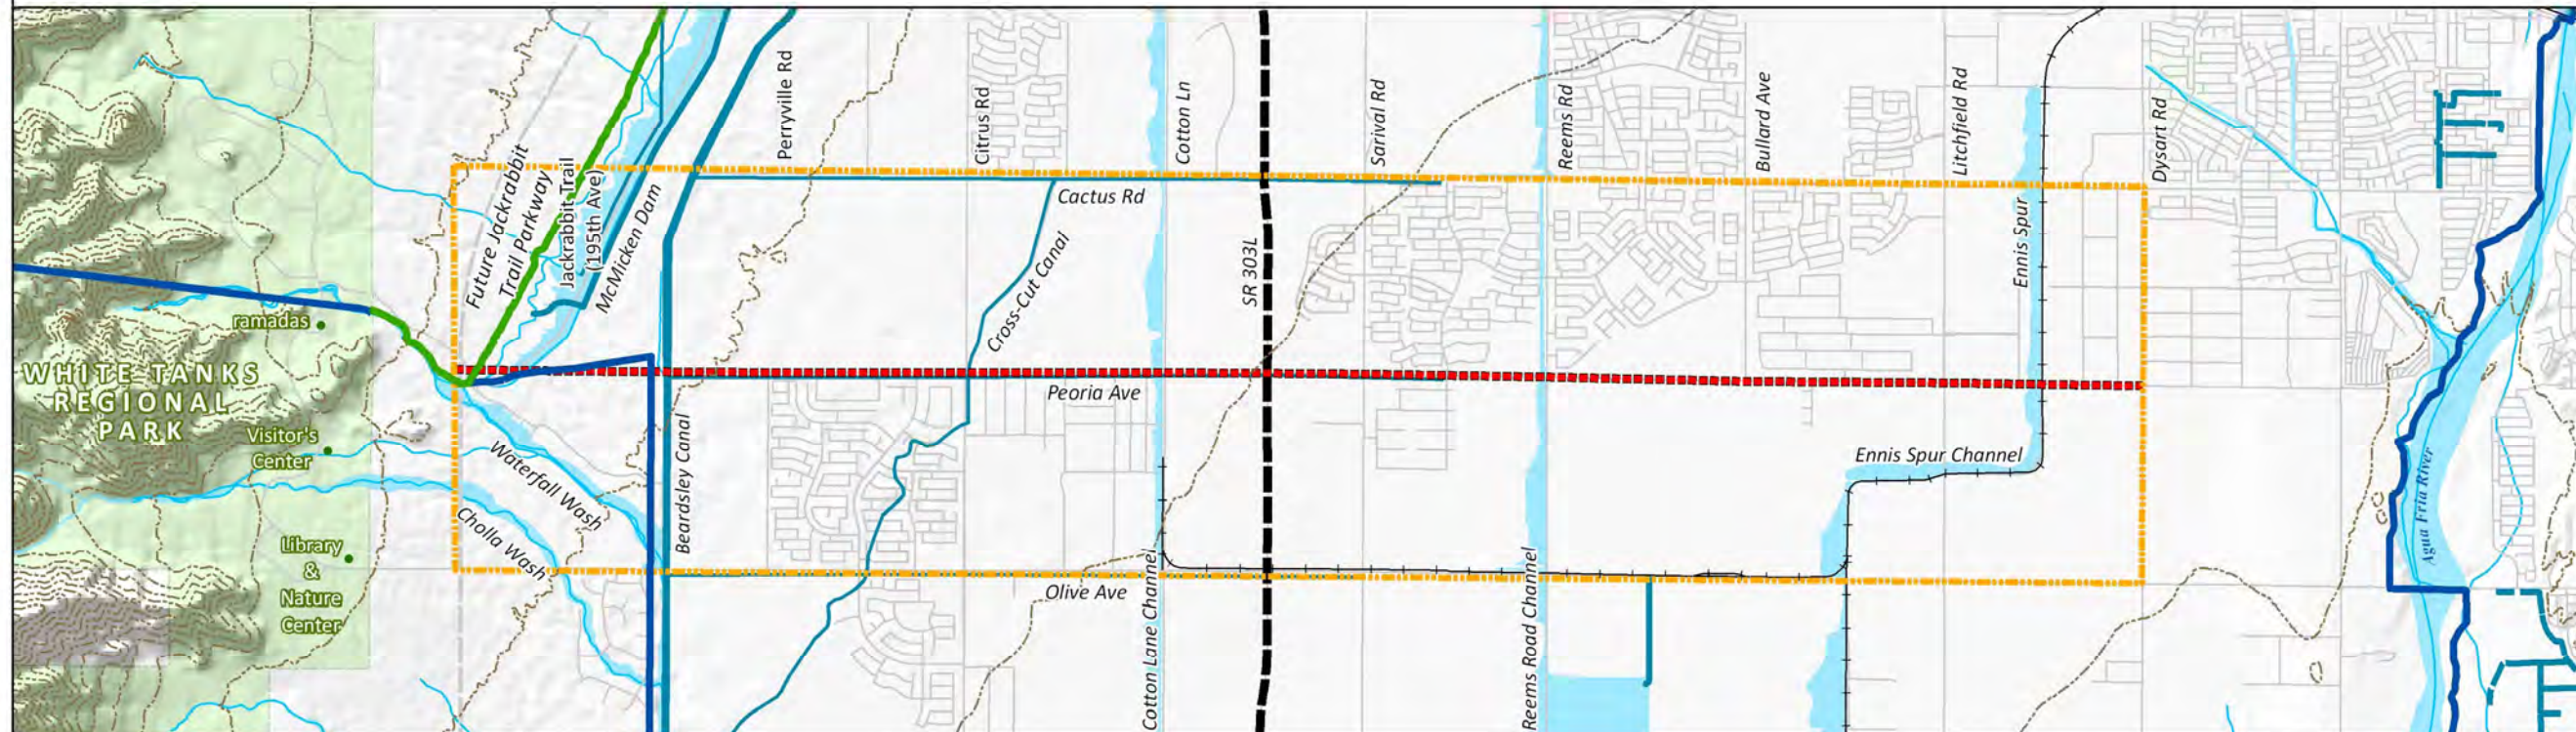 Perryville Rd
Citrus Rd
Cotton Ln
Sarival Rd
Reems Rd
Bullard Ave
Litchfield Rd
Dysart Rd
Future Jackrabbit
Trail Parkway
Jackrabbit Trail
(195th Ave)
McMicken Dam
Cactus Rd
Cross-Cut Canal
SR 303L
Ennis Spur
ramadas
WHITE TANKS
REGIONAL
PARK
Peoria Ave
Visitor's
Center
Waterfall Wash
Beardsley Canal
Ennis Spur Channel
Agua Fria River
Cholla Wash
Library
&
Nature
Center
Olive Ave
Cotton Lane Channel
Reems Road Channel